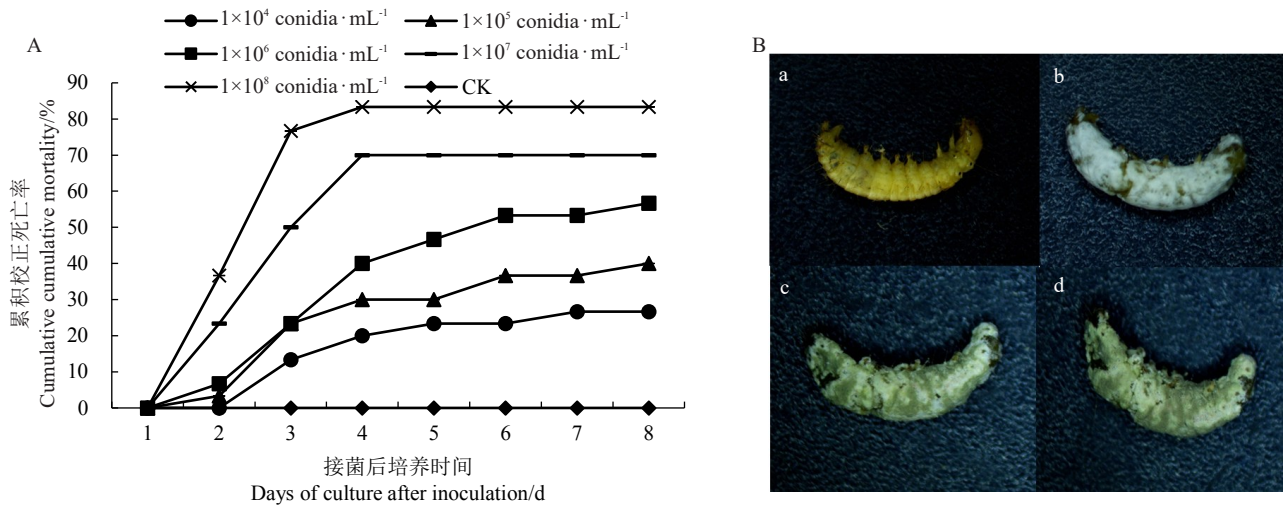 A
1×10⁴ conidia·mL⁻¹
1×10⁵ conidia·mL⁻¹
1×10⁶ conidia·mL⁻¹
1×10⁷ conidia·mL⁻¹
1×10⁸ conidia·mL⁻¹
CK
累积校正死亡率
Cumulative cumulative mortality/%
90
80
70
60
50
40
30
20
10
0
1 2 3 4 5 6 7 8
接菌后培养时间
Days of culture after inoculation/d
B
a
b
c
d